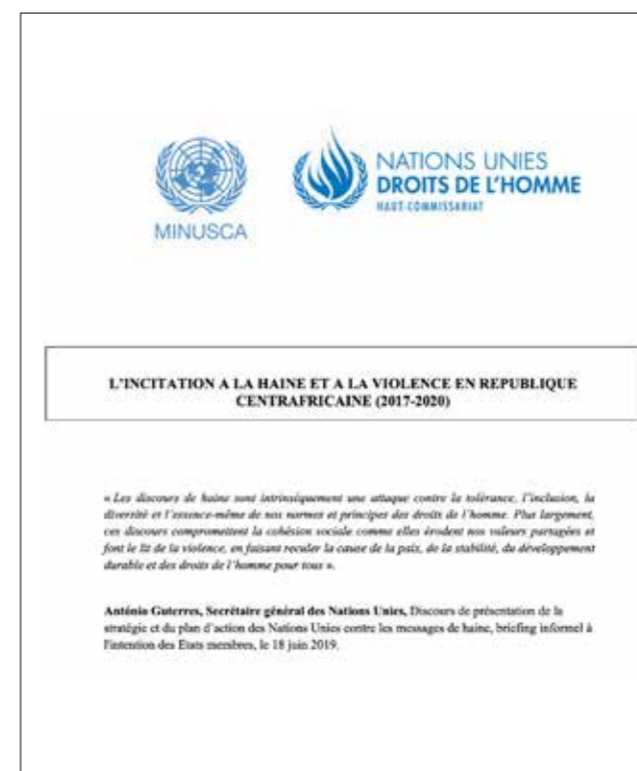 MINUSCA
NATIONS UNIES
DROITS DE L'HOMME
HAUT-COMMISSARIAT
L'INCITATION A LA HAINE ET A LA VIOLENCE EN REPUBLIQUE
CENTRAFRICAINE (2017-2020)
« Les discours de haine sont intrinsèquement une attaque contre la tolérance, l'inclusion, la
diversité et l'essence-même de nos normes et principes des droits de l'homme. Plus largement,
ces discours compromettent la cohésion sociale comme elles érodent nos valeurs partagées et
font le lit de la violence, en faisant reculer la cause de la paix, de la stabilité, du développement
durable et des droits de l'homme pour tous ».
António Guterres, Secrétaire général des Nations Unies, Discours de présentation de la
stratégie et du plan d'action des Nations Unies contre les messages de haine, briefing informel à
l'intention des Etats membres, le 18 juin 2019.